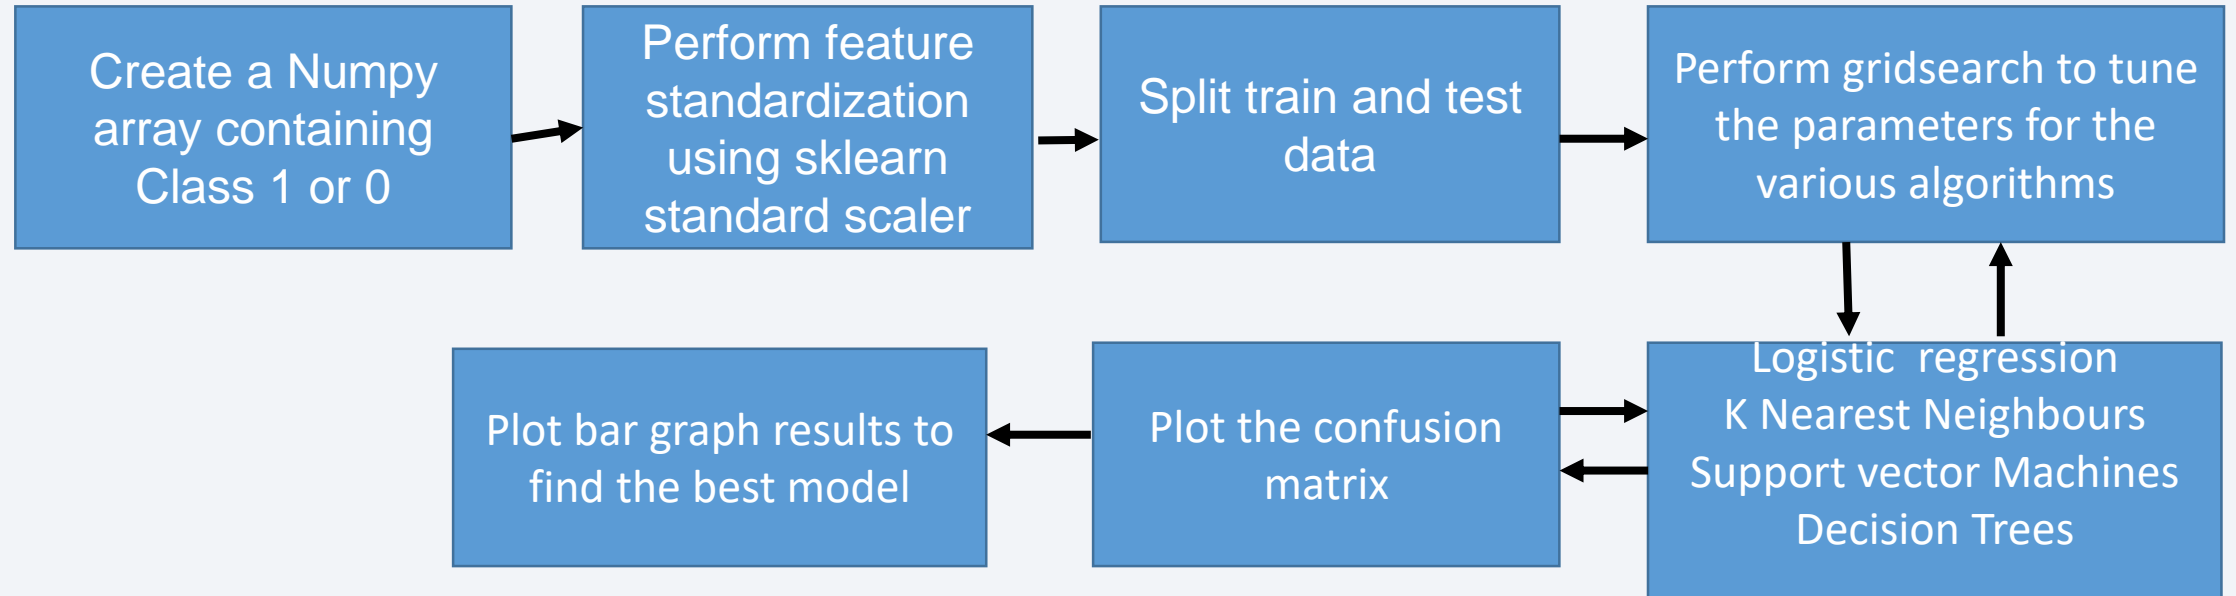 Create a Numpy
array containing
Class 1 or 0
Perform feature
standardization
using sklearn
standard scaler
Split train and test
data
Perform gridsearch to tune
the parameters for the
various algorithms
Logistic  regression
K Nearest Neighbours
Support vector Machines
Decision Trees
Plot the confusion
matrix
Plot bar graph results to
find the best model